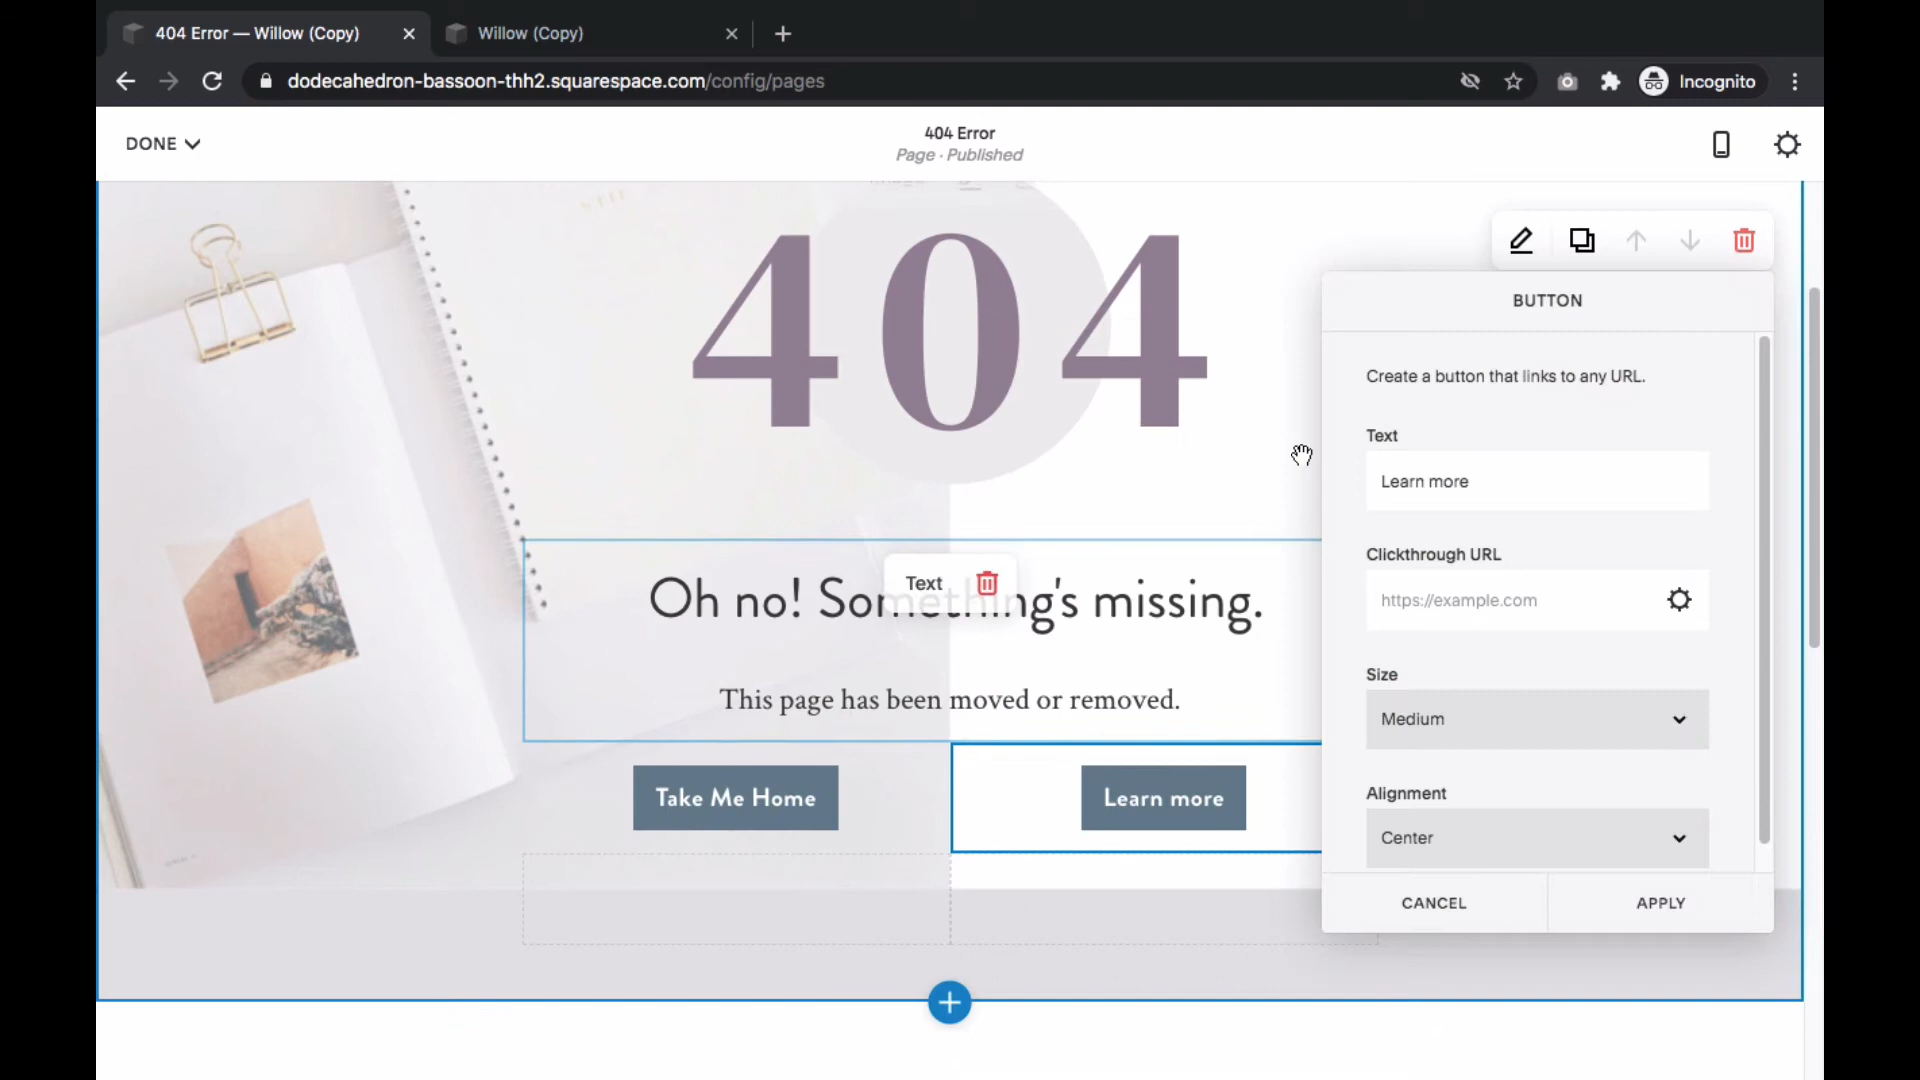 404 Error — Willow (Copy)
Willow (Copy)
dodecahedron-bassoon-thh2.squarespace.com/config/pages
Incognito
DONE
404 Error
Page · Published
404
BUTTON
Create a button that links to any URL.
Text
Learn more
Clickthrough URL
https://example.com
Text
Oh no! Something's missing.
This page has been moved or removed.
Size
Medium
Take Me Home
Learn more
Alignment
Center
CANCEL
APPLY